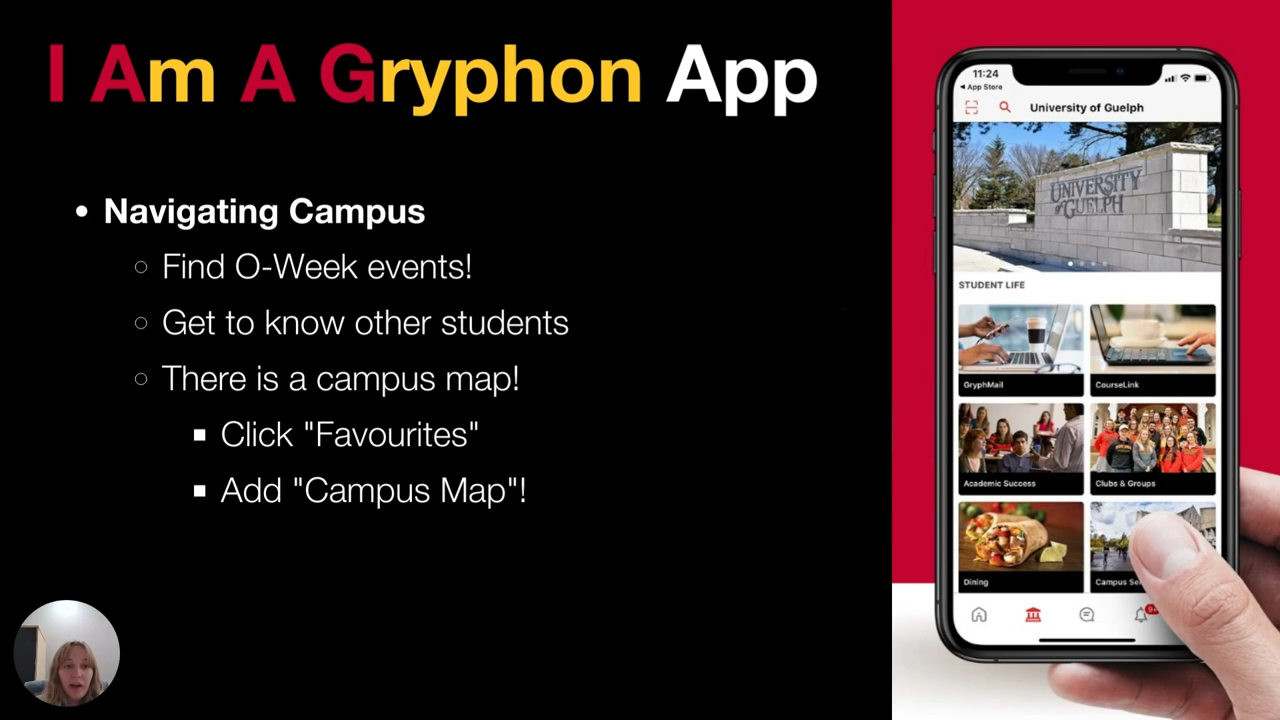 I Am A Gryphon App
• Navigating Campus
○ Find O-Week events!
○ Get to know other students
○ There is a campus map!
▪ Click "Favourites"
▪ Add "Campus Map"!
11:24
◀ App Store
University of Guelph
UNIVERSITY
of GUELPH
STUDENT LIFE
GryphMail
CourseLink
Academic Success
Clubs & Groups
Dining
Campus
9+